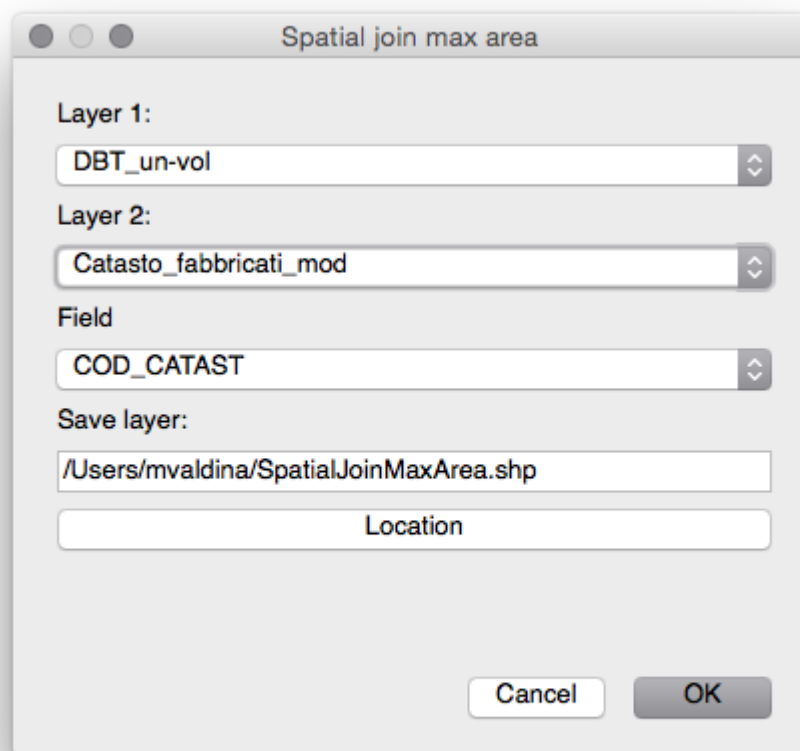 Spatial join max area
Layer 1:
DBT_un-vol
Layer 2:
Catasto_fabbricati_mod
Field
COD_CATAST
Save layer:
/Users/mvaldina/SpatialJoinMaxArea.shp
Location
Cancel OK